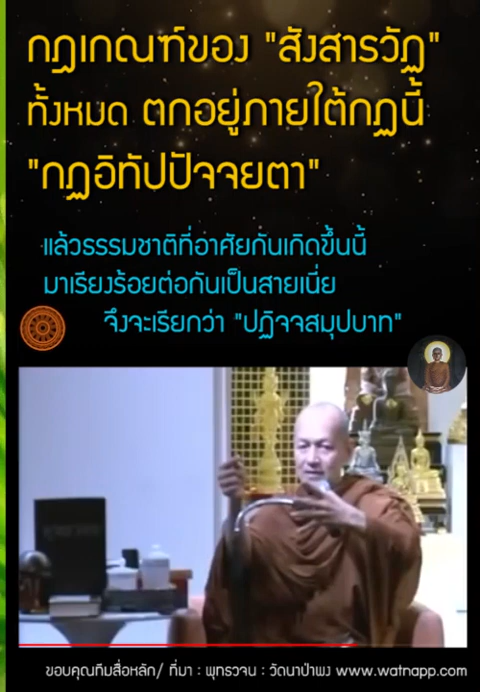 กฎเกณฑ์ของ "สังสารวัฏ"
ทั้งหมด ตกอยู่ภายใต้กฎนี้
"กฎอิทัปปัจจยตา"
แล้วธรรมชาติที่อาศัยกันเกิดขึ้นนี้
มาเรียงร้อยต่อกันเป็นสายเนี่ย
จึงจะเรียกว่า "ปฏิจจสมุปบาท"
ขอบคุณทีมสื่อหลัก/ ที่มา : พุทธวจน : วัดนาป่าพง www.watnapp.com